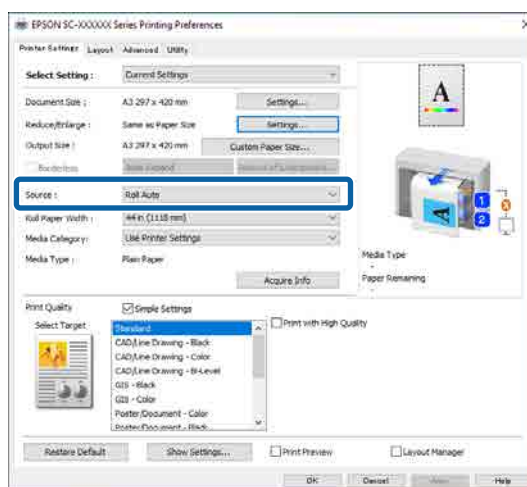 EPSON SC-XXXXXX Series Printing Preferences
Printer Settings Layout Advanced Utility
Select Setting : Current Settings
Document Size : A3 297 x 420 mm Settings...
Reduce/Enlarge : Same as Paper Size Settings...
Output Size : A3 297 x 420 mm Custom Paper Size...
Borderless
Source : Roll Auto
Roll Paper Width : 44 in (1118 mm)
Media Category: Use Printer Settings
Media Type : Plain Paper
Acquire Info
A
A
1
2
Media Type
-
Paper Remaining
-
Print Quality Simple Settings
Select Target Standard Print with High Quality
CAD/Line Drawing - Black
CAD/Line Drawing - Color
CAD/Line Drawing - Bi-Level
GIS - Black
GIS - Color
Poster/Document - Color
Poster/Document - Black
Restore Default Show Settings... Print Preview Layout Manager
OK Cancel Help